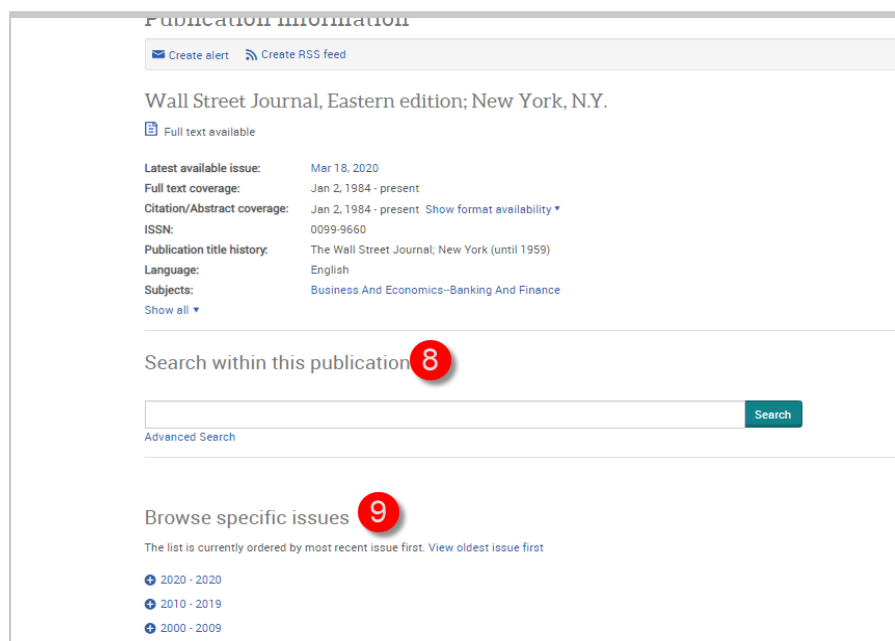 Publication Information
Create alert Create RSS feed
Wall Street Journal, Eastern edition; New York, N.Y.
Full text available
Latest available issue: Mar 18, 2020
Full text coverage: Jan 2, 1984 - present
Citation/Abstract coverage: Jan 2, 1984 - present Show format availability
ISSN: 0099-9660
Publication title history: The Wall Street Journal; New York (until 1959)
Language: English
Subjects: Business And Economics--Banking And Finance
Show all
Search within this publication 8
Search
Advanced Search
Browse specific issues 9
The list is currently ordered by most recent issue first. View oldest issue first
2020 - 2020
2010 - 2019
2000 - 2009